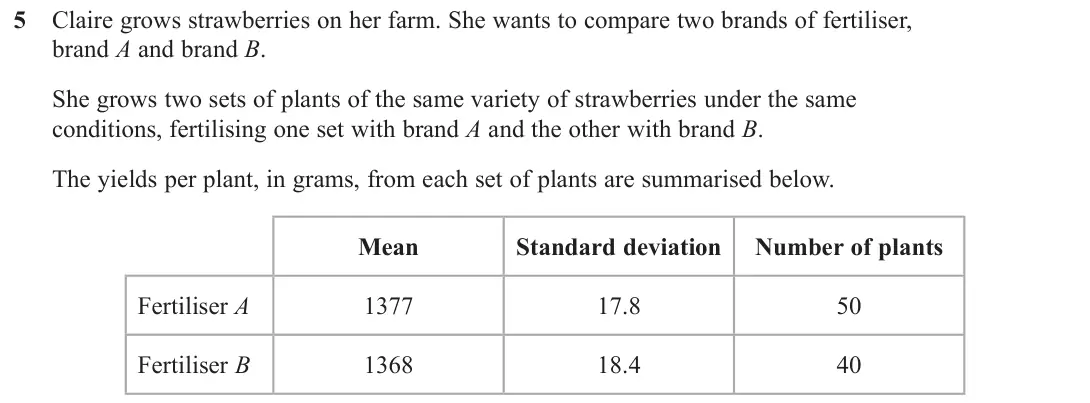 5 Claire grows strawberries on her farm. She wants to compare two brands of fertiliser,
brand A and brand B.
She grows two sets of plants of the same variety of strawberries under the same
conditions, fertilising one set with brand A and the other with brand B.
The yields per plant, in grams, from each set of plants are summarised below.
Mean Standard deviation Number of plants
Fertiliser A 1377 17.8 50
Fertiliser B 1368 18.4 40